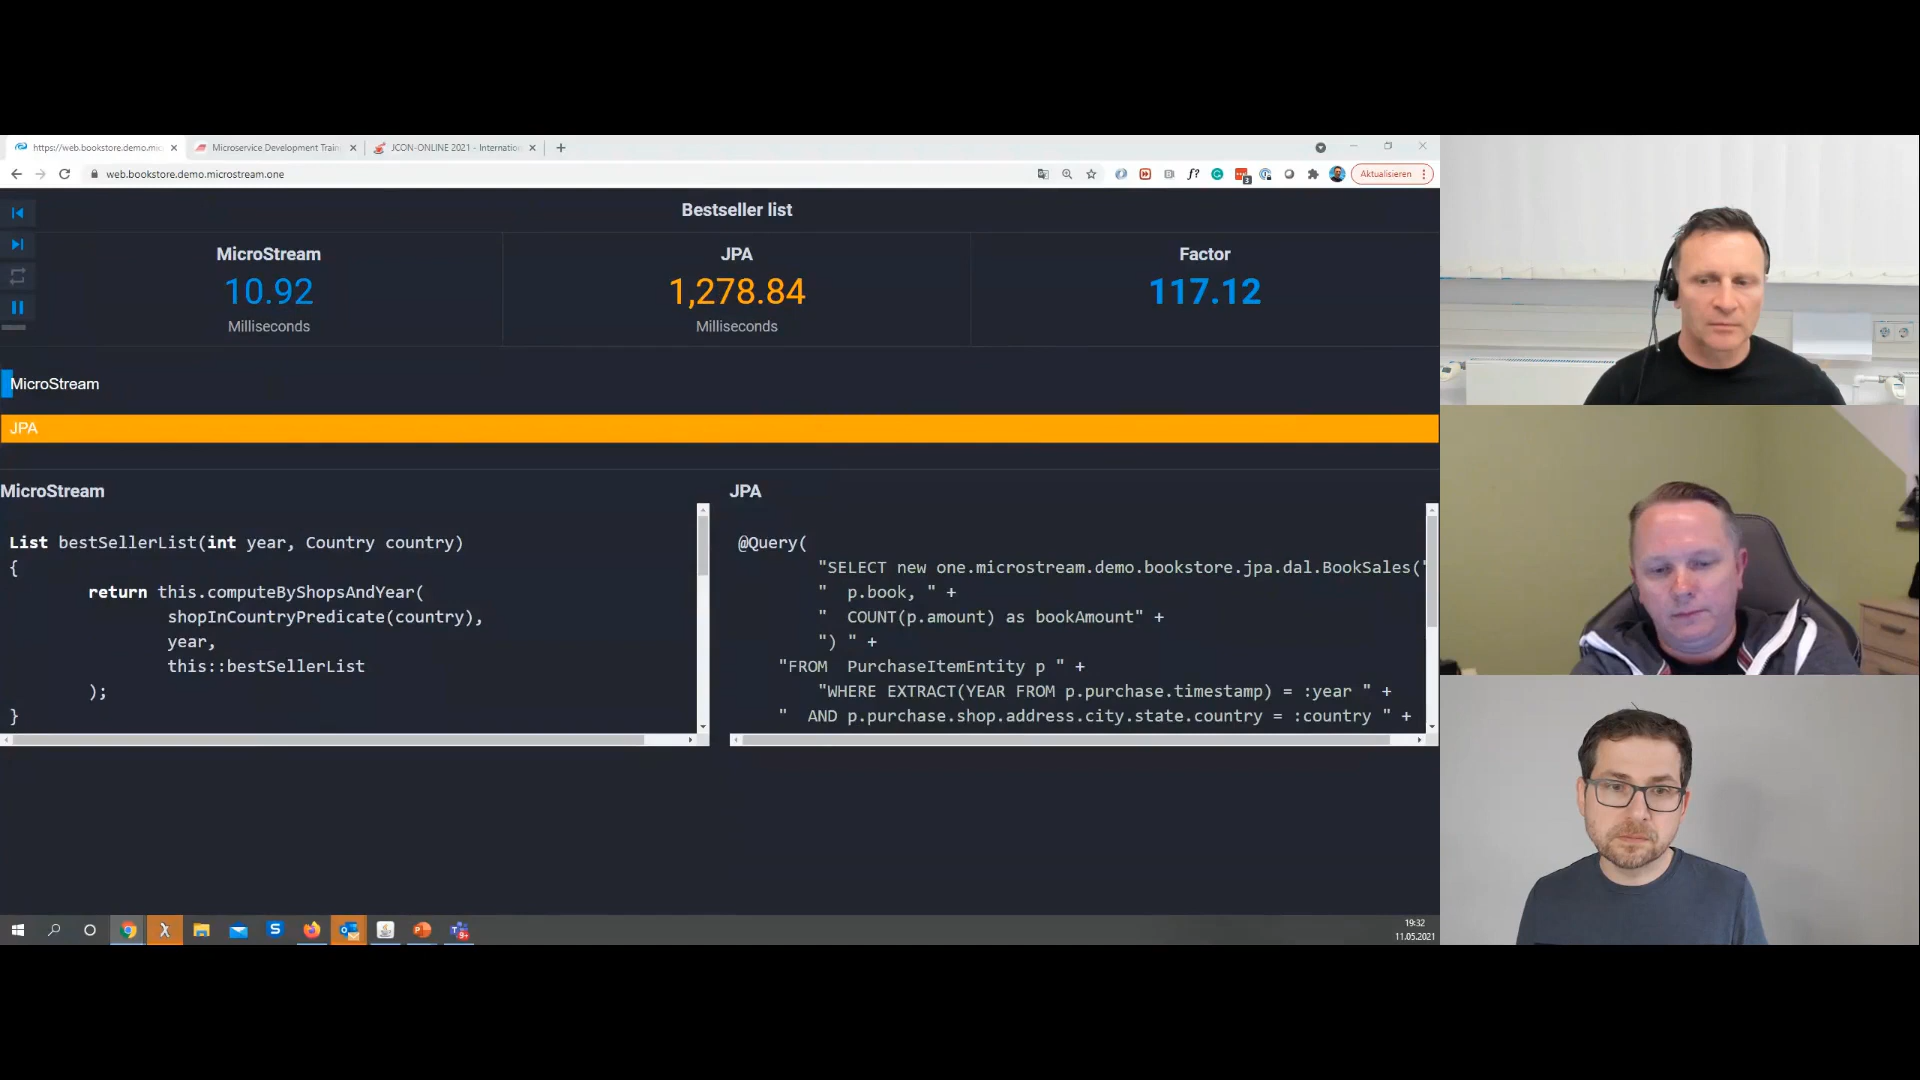 https://web.bookstore.demo.mic
Microservice Development Train
JCON-ONLINE 2021 - Internatio
web.bookstore.demo.microstream.one
Aktualisieren
Bestseller list
MicroStream
10.92
Milliseconds
JPA
1,278.84
Milliseconds
Factor
117.12
MicroStream
JPA
MicroStream
List bestSellerList(int year, Country country)
{
return this.computeByShopsAndYear(
shopInCountryPredicate(country),
year,
this::bestSellerList
);
}
JPA
@Query(
"SELECT new one.microstream.demo.bookstore.jpa.dal.BookSales("
" p.book, " +
" COUNT(p.amount) as bookAmount" +
") " +
"FROM PurchaseItemEntity p " +
"WHERE EXTRACT(YEAR FROM p.purchase.timestamp) = :year " +
" AND p.purchase.shop.address.city.state.country = :country " +
19:32
11.05.2021